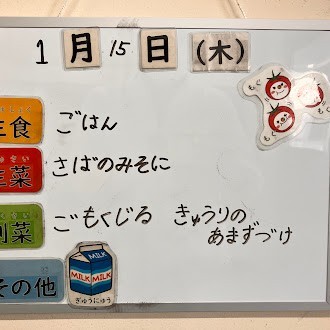 1月15日(木)
主食 ごはん
主菜 さばのみそに
副菜 ごもくじる きゅうりの
あまずづけ
その他
MILK
MILK
ぎゅうにゅう